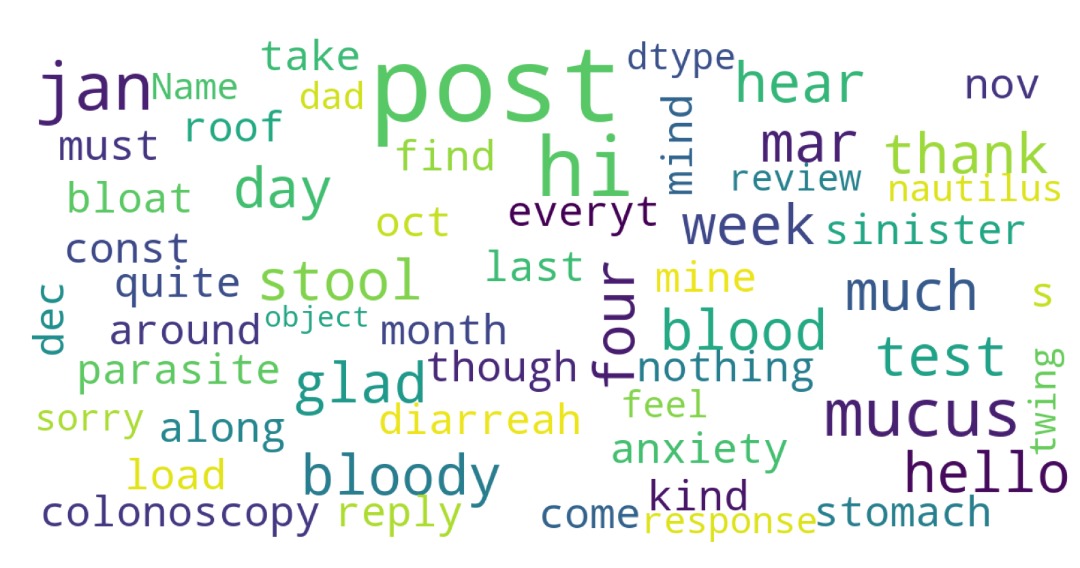 jan
Name
take
dad
post
dtype
hear
nov
must
roof
find
hi
mind
mar
thank
review
nautilus
bloat
day
oct
everyt
week
sinister
const
quite
stool
last
four
mine
much
s
dec
around
object
month
blood
test
parasite
glad
though
nothing
twing
sorry
along
diarreah
feel
mucus
anxiety
load
bloody
hello
colonoscopy
reply
come
kind
response
stomach